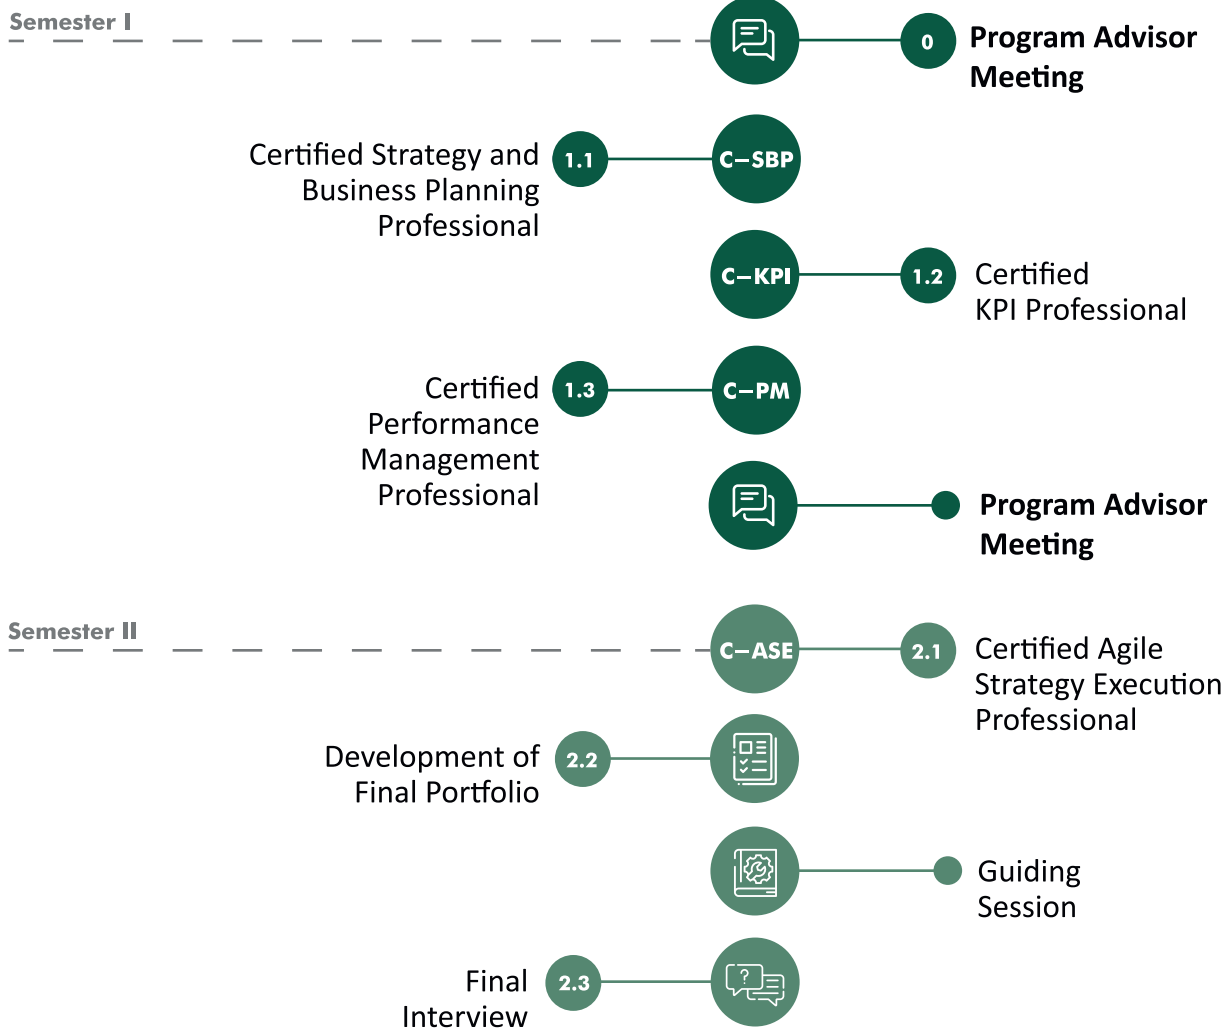 Semester I
0
Program Advisor
Meeting
Certified Strategy and
Business Planning
Professional
1.1
C–SBP
C–KPI
1.2
Certified
KPI Professional
Certified
Performance
Management
Professional
1.3
C–PM
Program Advisor
Meeting
Semester II
C–ASE
2.1
Certified Agile
Strategy Execution
Professional
Development of
Final Portfolio
2.2
Guiding
Session
Final
Interview
2.3
?